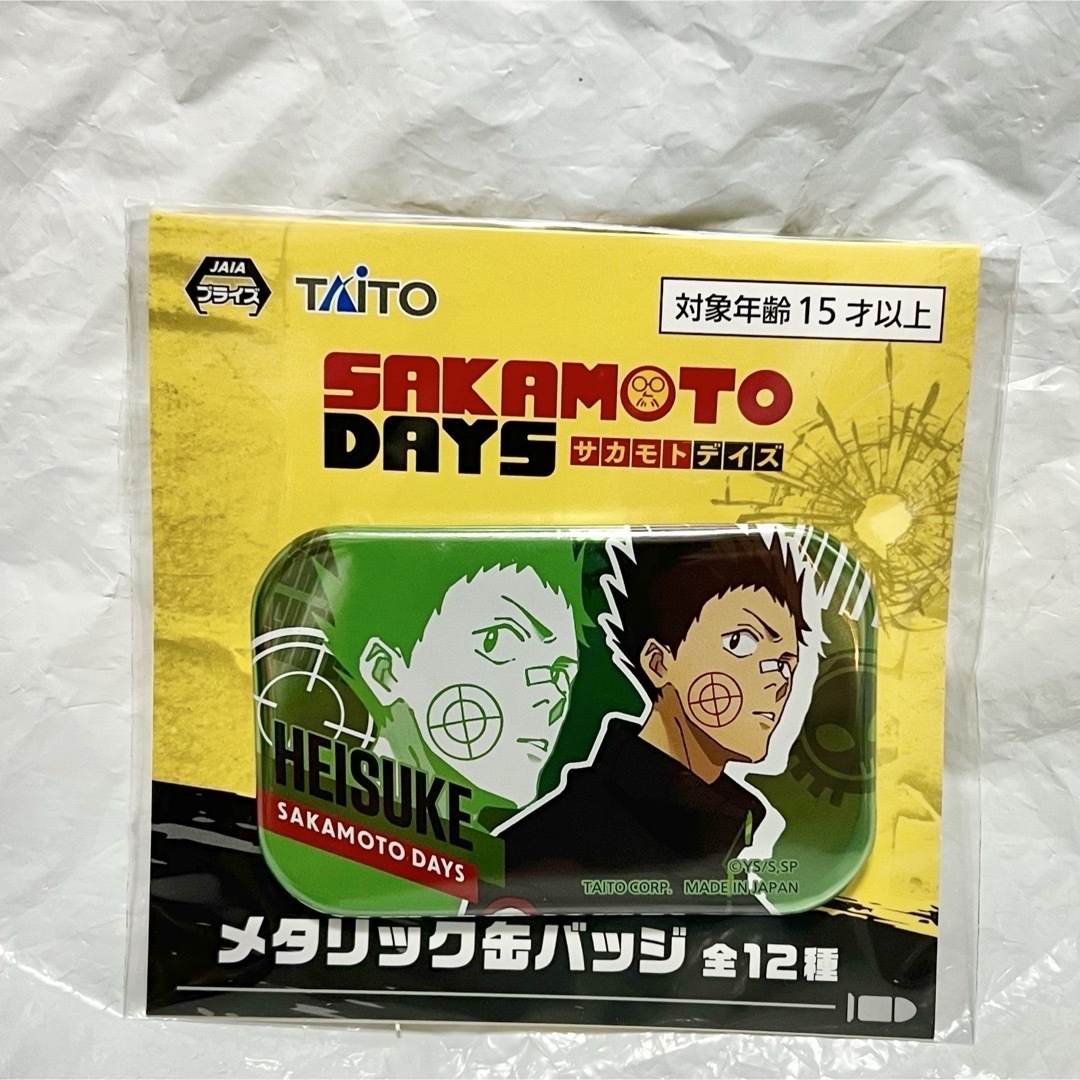 JAIA
プライズ
TAiTO
対象年齢15才以上
SAKAMOTO
DAYS
サカモトデイズ
HEISUKE
SAKAMOTO DAYS
©YS/S,SP
TAITO CORP. MADE IN JAPAN
メタリック缶バッジ 全12種